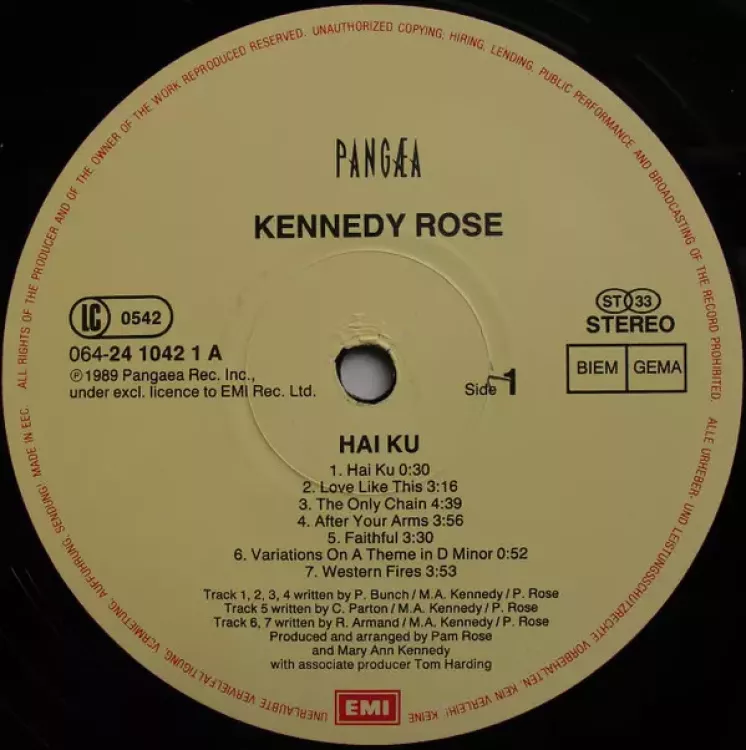 ALL RIGHTS OF THE PRODUCER AND OF THE OWNER OF THE WORK REPRODUCED RESERVED. UNAUTHORIZED COPYING, HIRING, LENDING, PUBLIC PERFORMANCE AND BROADCASTING OF THE RECORD PROHIBITED.
PANGÆA
KENNEDY ROSE
LC 0542
ST 33
STEREO
064-24 1042 1 A
℗1989 Pangaea Rec. Inc.,
under excl. licence to EMI Rec. Ltd.
BIEM GEMA
Side 1
HAI KU
1. Hai Ku 0:30
2. Love Like This 3:16
3. The Only Chain 4:39
4. After Your Arms 3:56
5. Faithful 3:30
6. Variations On A Theme in D Minor 0:52
7. Western Fires 3:53
Track 1, 2, 3, 4 written by P. Bunch / M.A. Kennedy / P. Rose
Track 5 written by C. Parton / M.A. Kennedy / P. Rose
Track 6, 7 written by R. Armand / M.A. Kennedy / P. Rose
Produced and arranged by Pam Rose
and Mary Ann Kennedy
with associate producer Tom Harding
EMI
ALLE URHEBER- UND LEISTUNGSSCHUTZRECHTE VORBEHALTEN. KEIN VERLEIH! KEINE UNERLAUBTE VERVIELFÄLTIGUNG, VERMIETUNG, AUFFÜHRUNG, SENDUNG! MADE IN EEC.